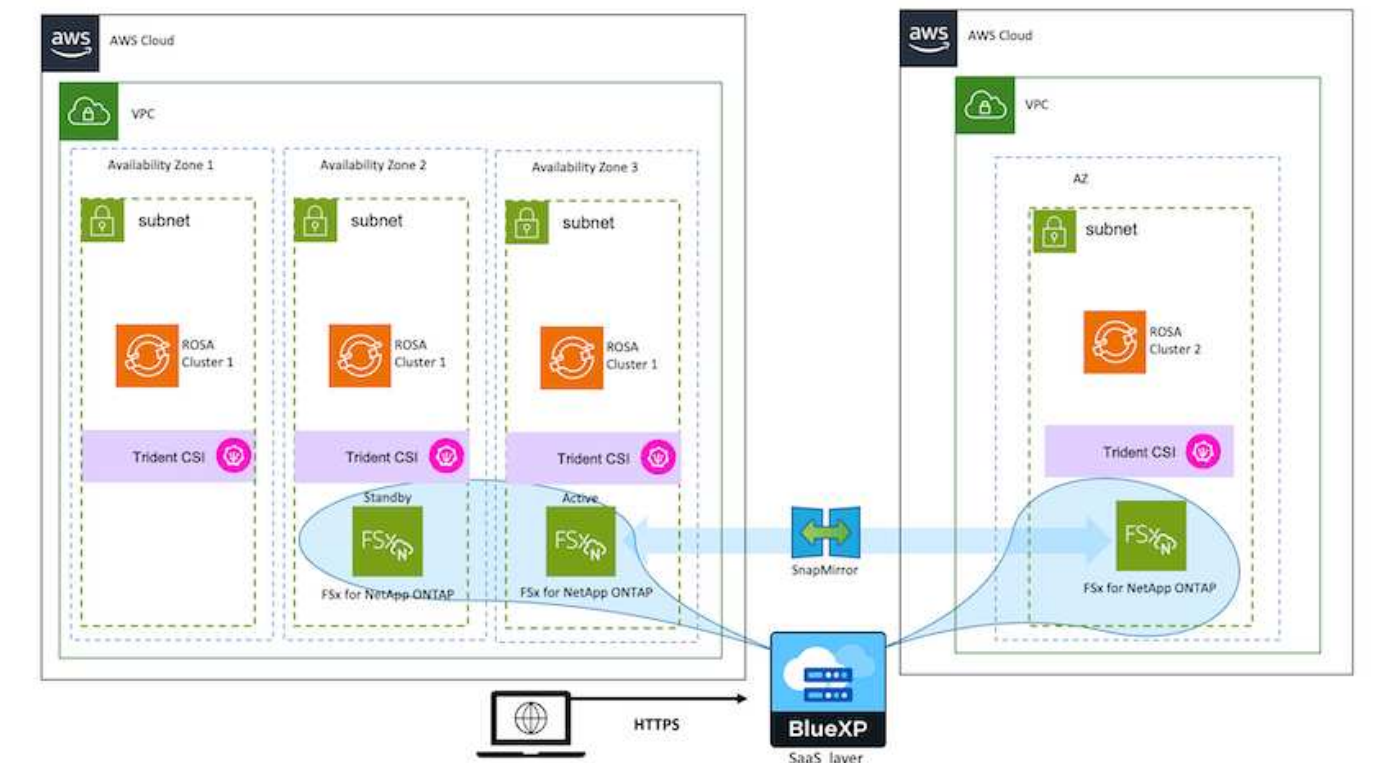 aws
AWS Cloud
VPC
Availability Zone 1
Availability Zone 2
Availability Zone 3
subnet
subnet
subnet
ROSA
Cluster 1
ROSA
Cluster 1
ROSA
Cluster 1
Trident CSI
Trident CSI
Trident CSI
Standby
Active
FSx N
FSx N
FSx for NetApp ONTAP
FSx for NetApp ONTAP
aws
AWS Cloud
VPC
AZ
subnet
ROSA
Cluster 2
Trident CSI
FSx N
FSx for NetApp ONTAP
SnapMirror
HTTPS
BlueXP
SaaS layer